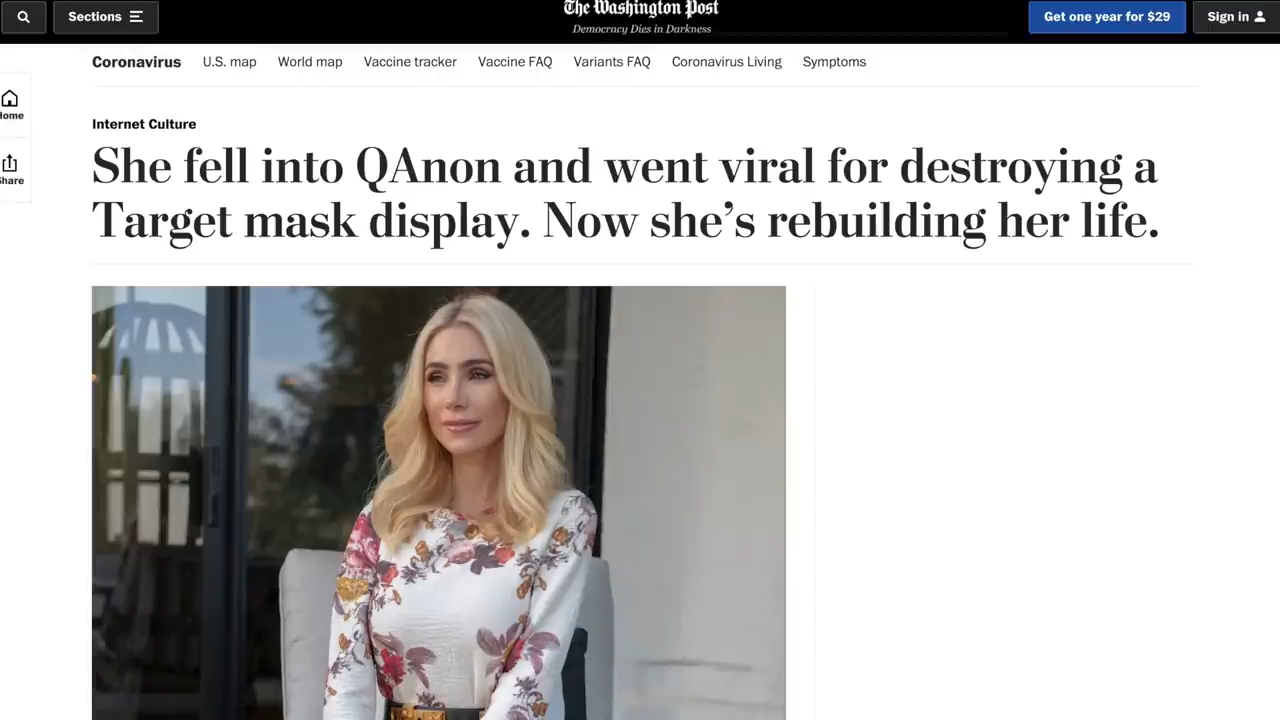 The Washington Post
Sections
Democracy Dies in Darkness
Get one year for $29
Sign in
Coronavirus U.S. map World map Vaccine tracker Vaccine FAQ Variants FAQ Coronavirus Living Symptoms
Home
Share
Internet Culture
She fell into QAnon and went viral for destroying a
Target mask display. Now she’s rebuilding her life.